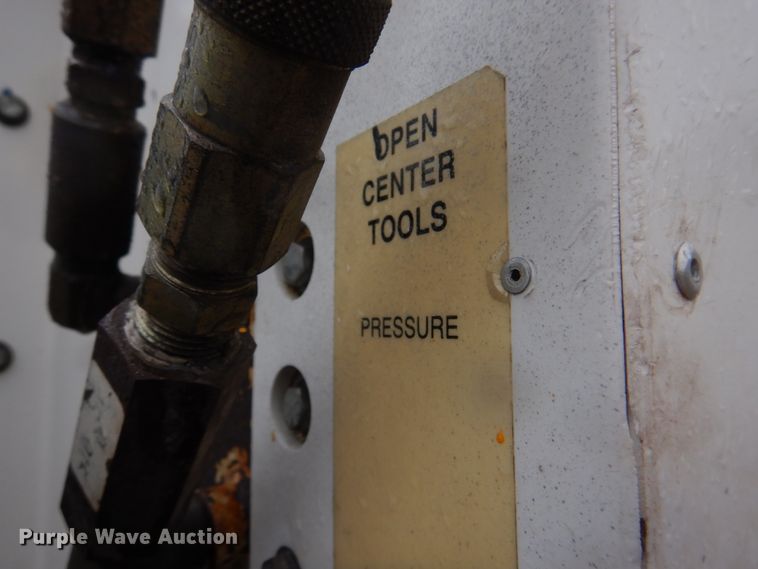 OPEN
CENTER
TOOLS
PRESSURE
Purple Wave Auction